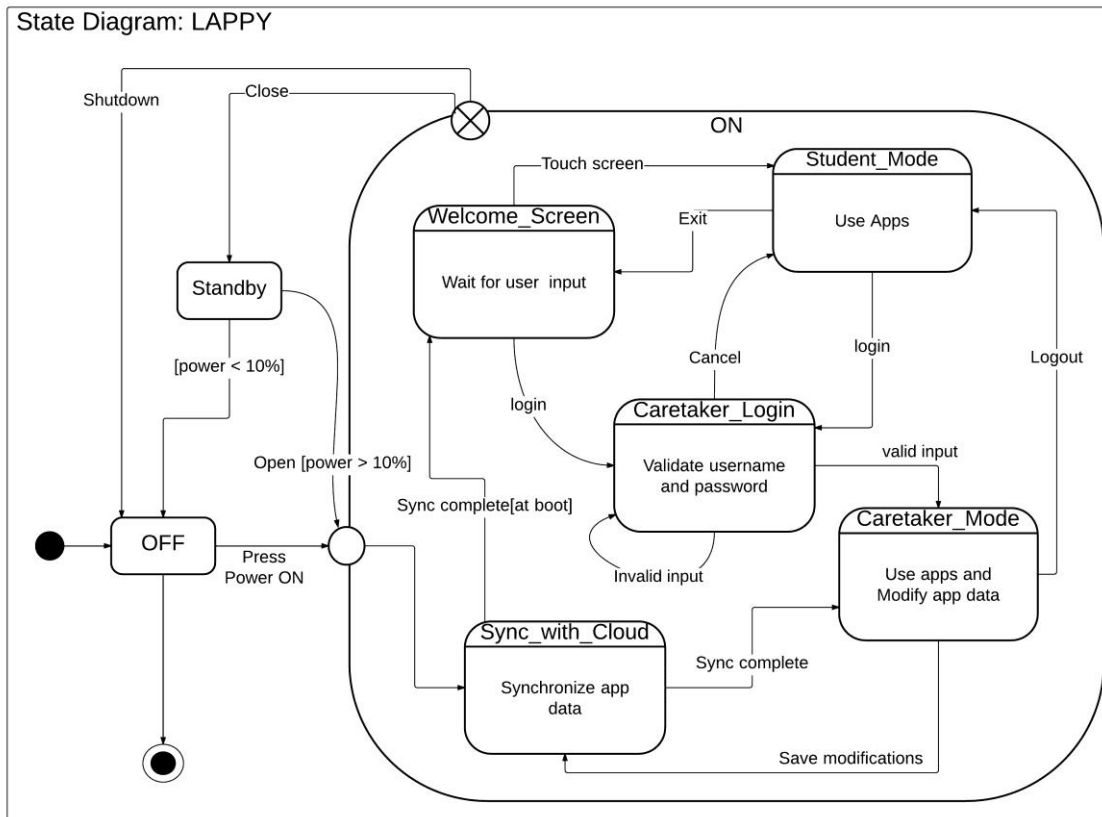 State Diagram: LAPPY
Shutdown
Close
ON
Touch screen
Student_Mode
Use Apps
Welcome_Screen
Wait for user input
Exit
Standby
[power < 10%]
Cancel
login
Logout
login
Caretaker_Login
Validate username
and password
valid input
Open [power > 10%]
Sync complete[at boot]
OFF
Press
Power ON
Caretaker_Mode
Use apps and
Modify app data
Invalid input
Sync_with_Cloud
Synchronize app
data
Sync complete
Save modifications